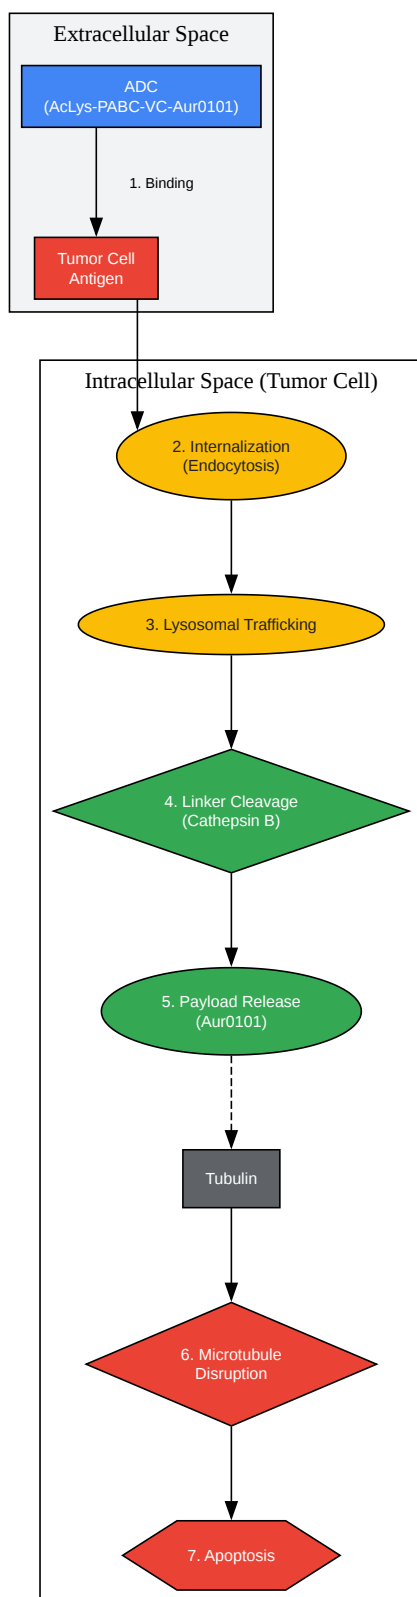 Extracellular Space
ADC
(AcLys-PABC-VC-Aur0101)
1. Binding
Tumor Cell
Antigen
Intracellular Space (Tumor Cell)
2. Internalization
(Endocytosis)
3. Lysosomal Trafficking
4. Linker Cleavage
(Cathepsin B)
5. Payload Release
(Aur0101)
Tubulin
6. Microtubule
Disruption
7. Apoptosis